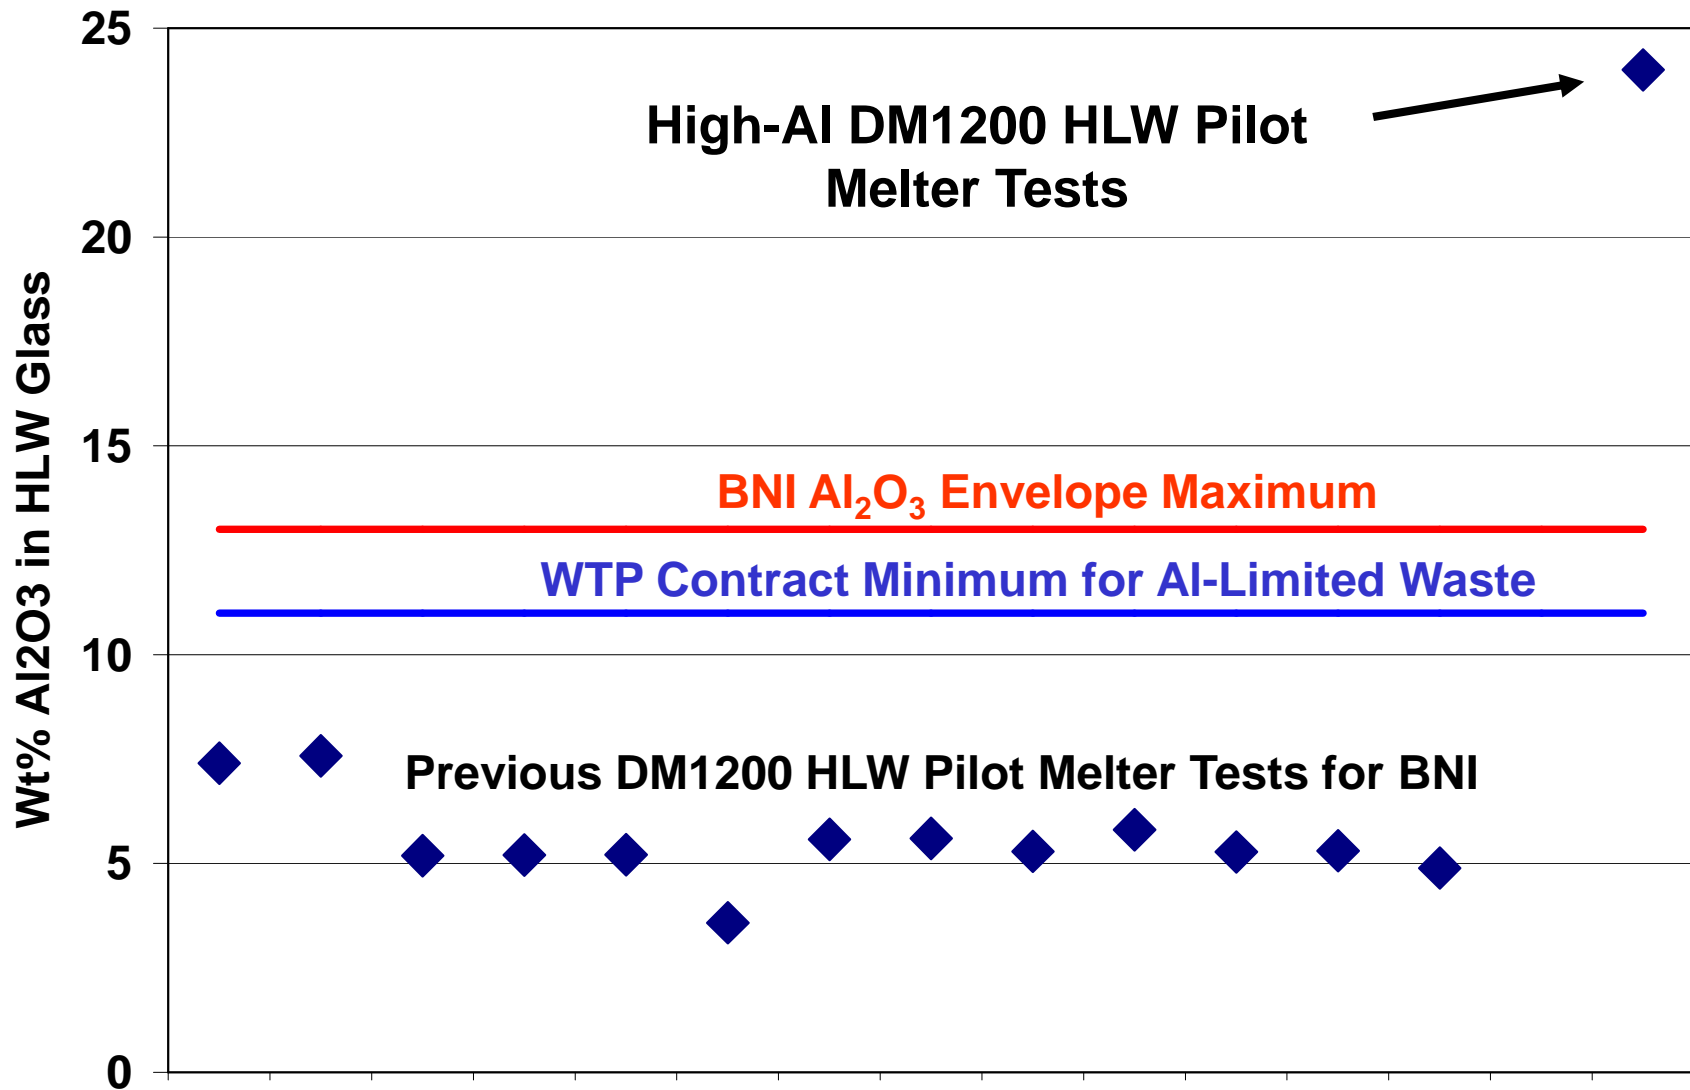 25
High-Al DM1200 HLW Pilot
Melter Tests
20
Wt% Al2O3 in HLW Glass
15
BNI Al₂O₃ Envelope Maximum
WTP Contract Minimum for Al-Limited Waste
10
Previous DM1200 HLW Pilot Melter Tests for BNI
5
0